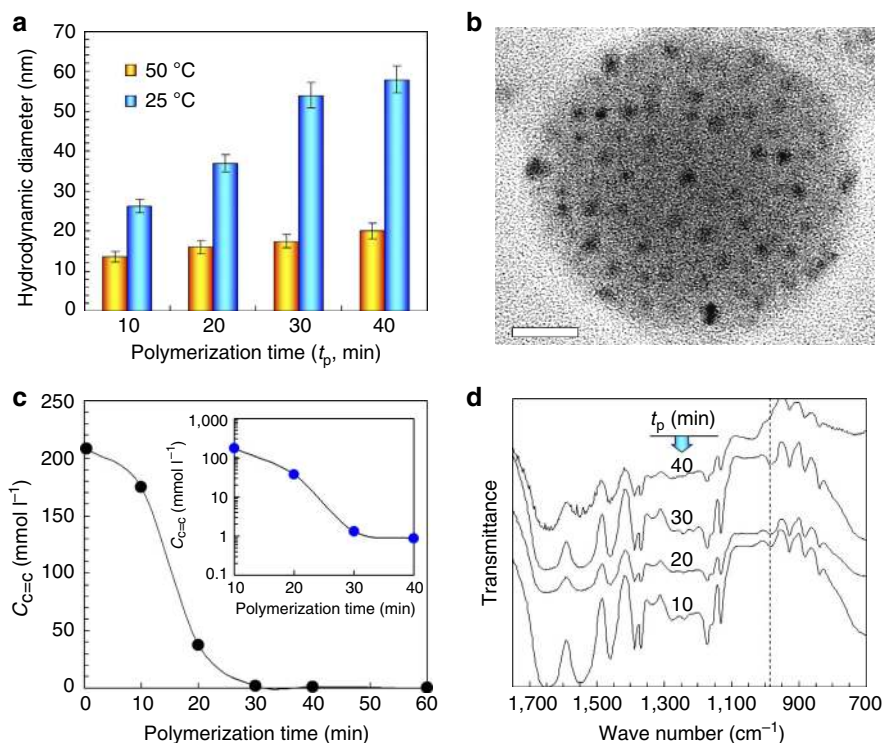 a
70
60
50
40
30
20
10
0
Hydrodynamic diameter (nm)
50 °C
25 °C
10 20 30 40
Polymerization time (tp, min)
b
c
250
200
150
100
50
0
CC=C (mmol l−1)
0 10 20 30 40 50 60
Polymerization time (min)
1,000
100
10
1
0.1
CC=C (mmol l−1)
10 20 30 40
Polymerization time (min)
d
tp (min)
40
30
20
10
Transmittance
1,700 1,500 1,300 1,100 900 700
Wave number (cm−1)